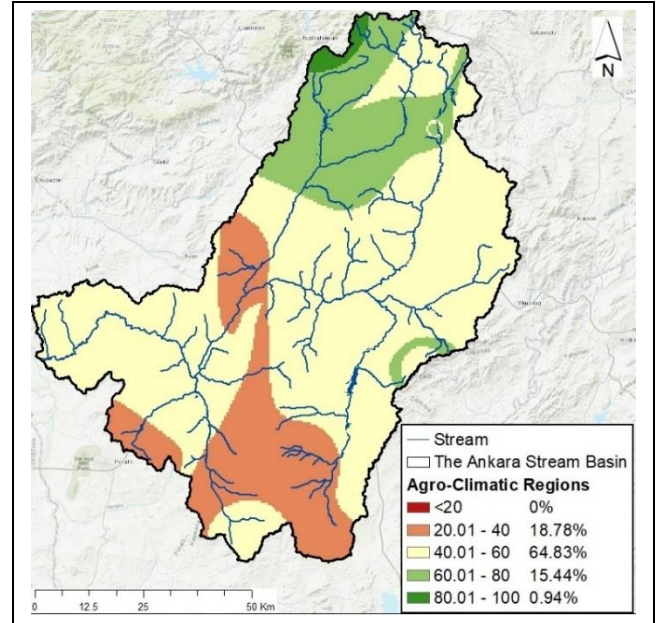 N
Stream
The Ankara Stream Basin
Agro-Climatic Regions
<20 0%
20.01 - 40 18.78%
40.01 - 60 64.83%
60.01 - 80 15.44%
80.01 - 100 0.94%
0 12.5 25 50 Km